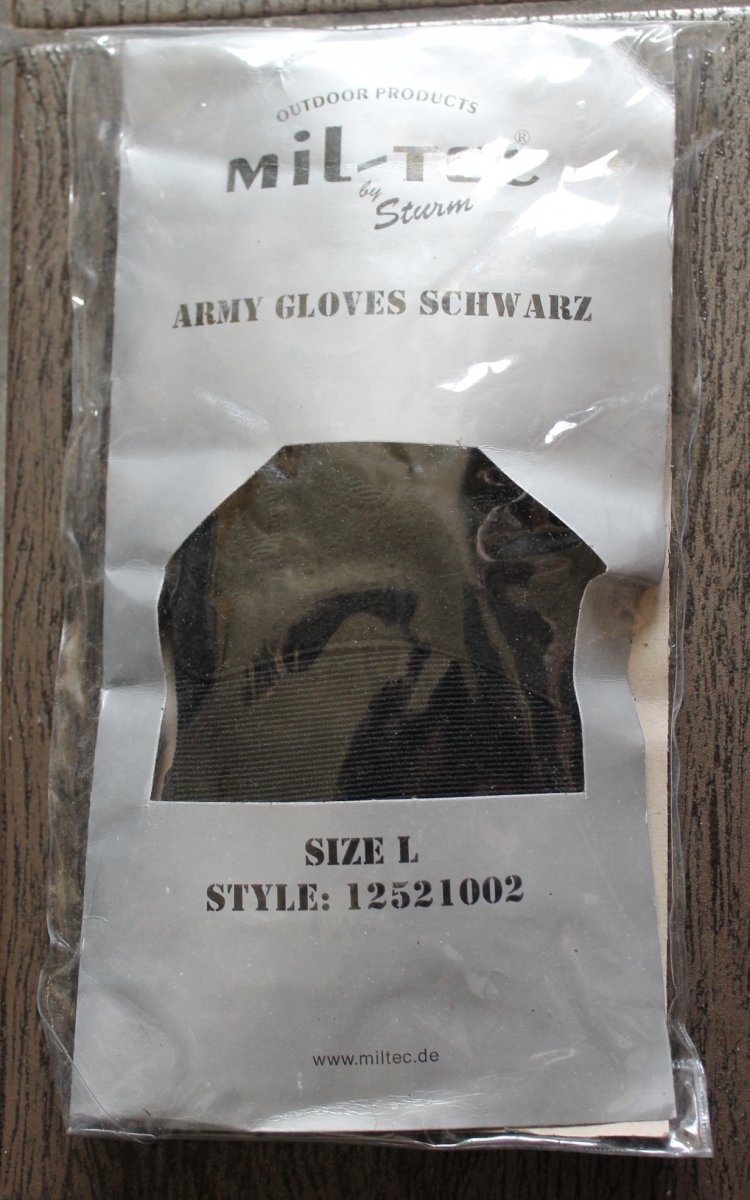 OUTDOOR PRODUCTS
MiL-TEC®
by Sturm
ARMY GLOVES SCHWARZ
SIZE L
STYLE: 12521002
www.miltec.de